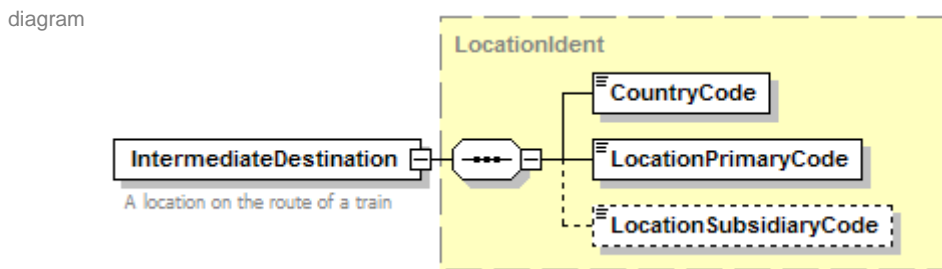 diagram
LocationIdent
CountryCode
IntermediateDestination
LocationPrimaryCode
A location on the route of a train
LocationSubsidiaryCode